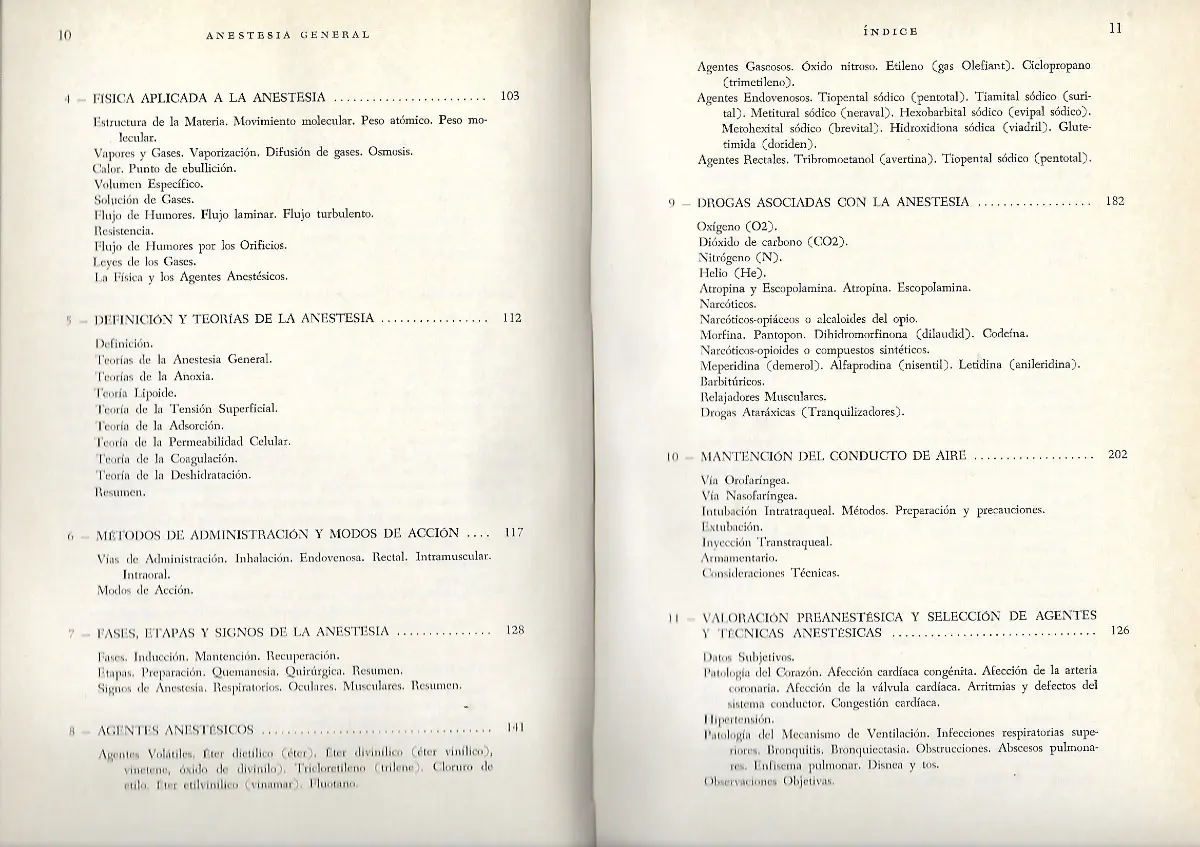 10
ANESTESIA GENERAL
4 – FISICA APLICADA A LA ANESTESIA ........................ 103
Estructura de la Materia. Movimiento molecular. Peso atómico. Peso mo-
lecular.
Vapores y Gases. Vaporización. Difusión de gases. Osmosis.
Calor. Punto de ebullición.
Volumen Específico.
Solución de Gases.
Flujo de Humores. Flujo laminar. Flujo turbulento.
Resistencia.
Flujo de Humores por los Orificios.
Leyes de los Gases.
La Física y los Agentes Anestésicos.
5 – DEFINICIÓN Y TEORÍAS DE LA ANESTESIA ................. 112
Definición.
Teorías de la Anestesia General.
Teorías de la Anoxia.
Teoría Lipoide.
Teoría de la Tensión Superficial.
Teoría de la Adsorción.
Teoría de la Permeabilidad Celular.
Teoría de la Coagulación.
Teoría de la Deshidratación.
Resumen.
6 – MÉTODOS DE ADMINISTRACIÓN Y MODOS DE ACCIÓN .... 117
Vías de Administración. Inhalación. Endovenosa. Rectal. Intramuscular.
Intraoral.
Modos de Acción.
7 – FASES, ETAPAS Y SIGNOS DE LA ANESTESIA ............... 128
Fases. Inducción. Mantención. Recuperación.
Etapas. Preparación. Quemanesia. Quirúrgica. Resumen.
Signos de Anestesia. Respiratorios. Oculares. Musculares. Resumen.
8 – AGENTES ANESTÉSICOS ..................................... 141
Agentes Volátiles. Éter dietílico (éter). Éter divinílico (éter vinílico),
vineteno, óxido de divinilo). Tricloretileno (trilene). Cloruro de
etilo. Éter etilvinílico (vinamar). Fluotano.
ÍNDICE
11
Agentes Gaseosos. Óxido nitroso. Etileno (gas Olefiant). Ciclopropano
(trimetileno).
Agentes Endovenosos. Tiopental sódico (pentotal). Tiamital sódico (suri-
tal). Metitural sódico (neraval). Hexobarbital sódico (evipal sódico).
Metohexital sódico (brevital). Hidroxidiona sódica (viadril). Glute-
timida (doriden).
Agentes Rectales. Tribromoetanol (avertina). Tiopental sódico (pentotal).
9 – DROGAS ASOCIADAS CON LA ANESTESIA .................. 182
Oxígeno (O2).
Dióxido de carbono (CO2).
Nitrógeno (N).
Helio (He).
Atropina y Escopolamina. Atropina. Escopolamina.
Narcóticos.
Narcóticos-opiáceos o alcaloides del opio.
Morfina. Pantopon. Dihidromorfinona (dilaudid). Codeína.
Narcóticos-opioides o compuestos sintéticos.
Meperidina (demerol). Alfaprodina (nisentil). Letidina (anileridina).
Barbitúricos.
Relajadores Musculares.
Drogas Ataráxicas (Tranquilizadores).
10 – MANTENCIÓN DEL CONDUCTO DE AIRE ................... 202
Vía Orofaríngea.
Vía Nasofaríngea.
Intubación Intratraqueal. Métodos. Preparación y precauciones.
Extubación.
Inyección Transtraqueal.
Armamentario.
Consideraciones Técnicas.
11 – VALORACIÓN PREANESTÉSICA Y SELECCIÓN DE AGENTES
Y TÉCNICAS ANESTÉSICAS ................................ 126
Datos Subjetivos.
Patología del Corazón. Afección cardíaca congénita. Afección de la arteria
coronaria. Afección de la válvula cardíaca. Arritmias y defectos del
sistema conductor. Congestión cardíaca.
Hipertensión.
Patología del Mecanismo de Ventilación. Infecciones respiratorias supe-
riores. Bronquitis. Bronquiectasia. Obstrucciones. Abscesos pulmona-
res. Enfisema pulmonar. Disnea y tos.
Observaciones Objetivas.